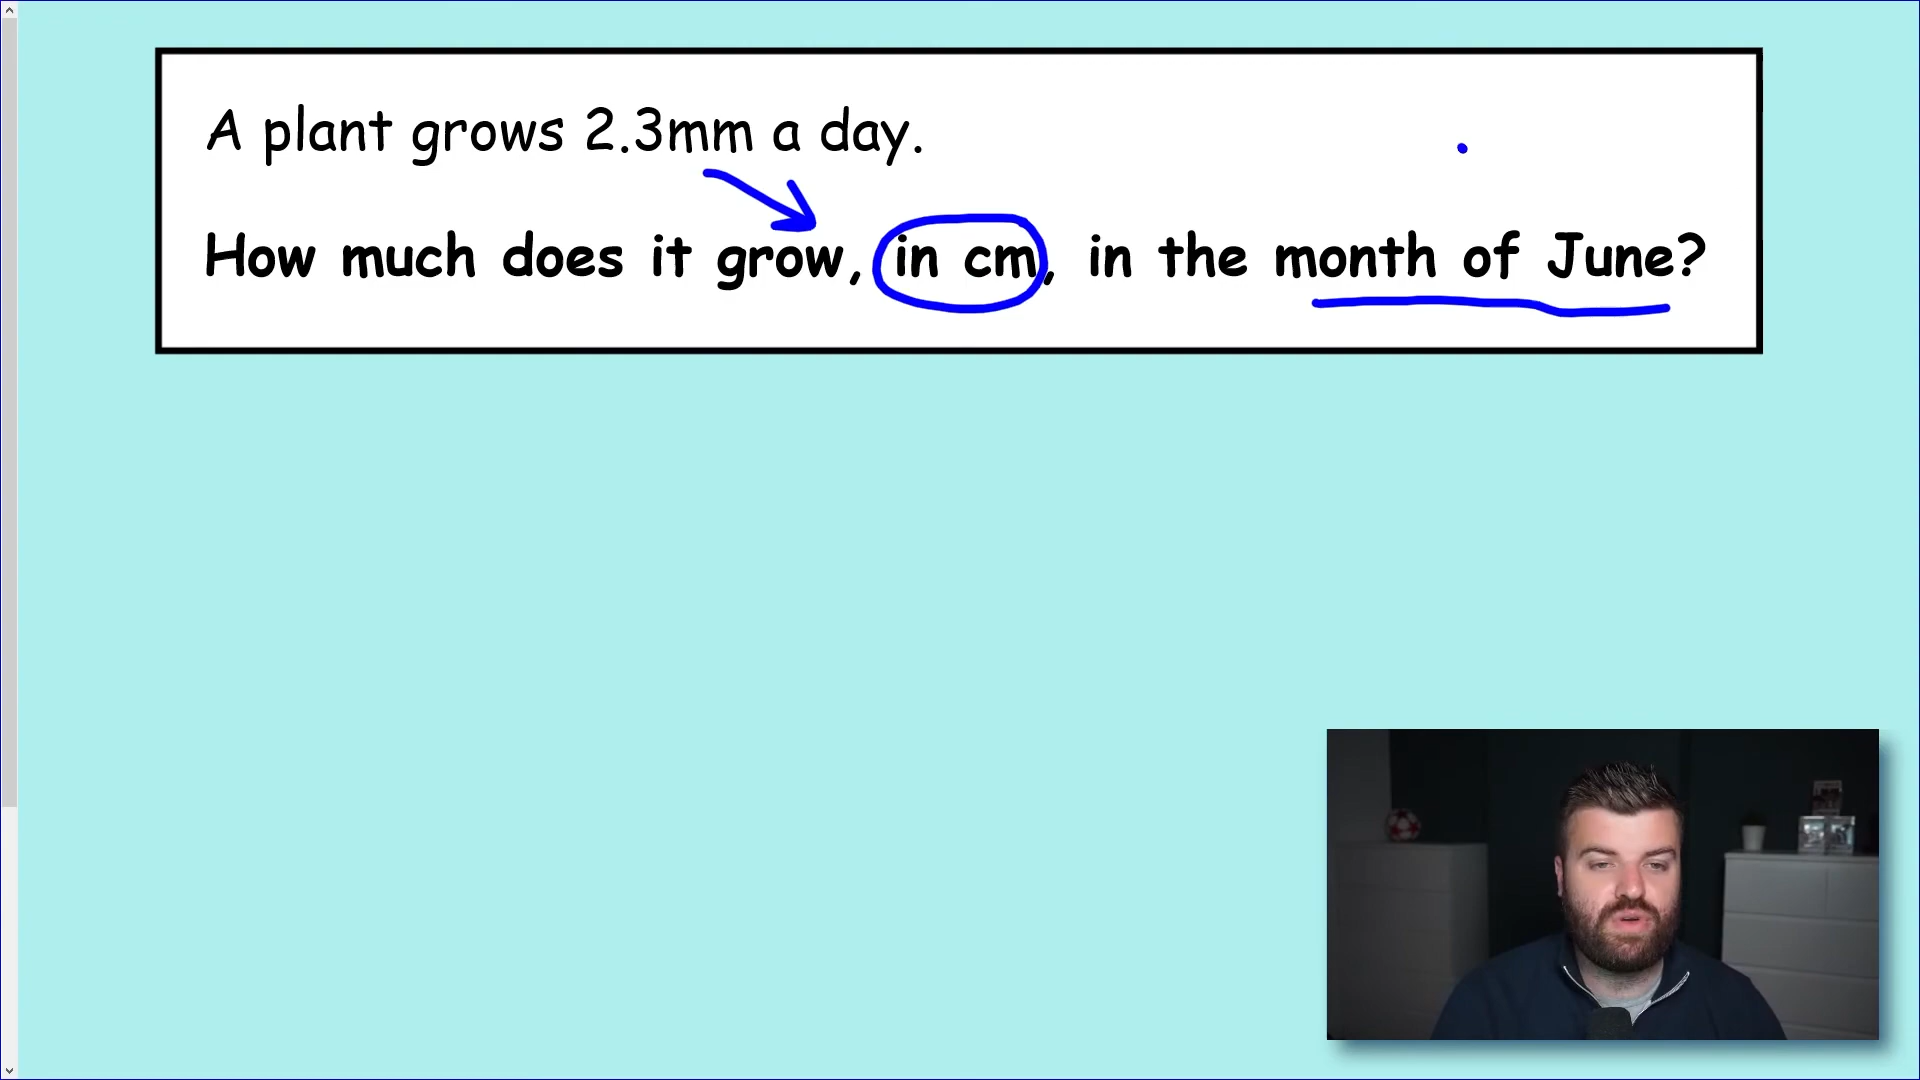 A plant grows 2.3mm a day.
How much does it grow, in cm, in the month of June?